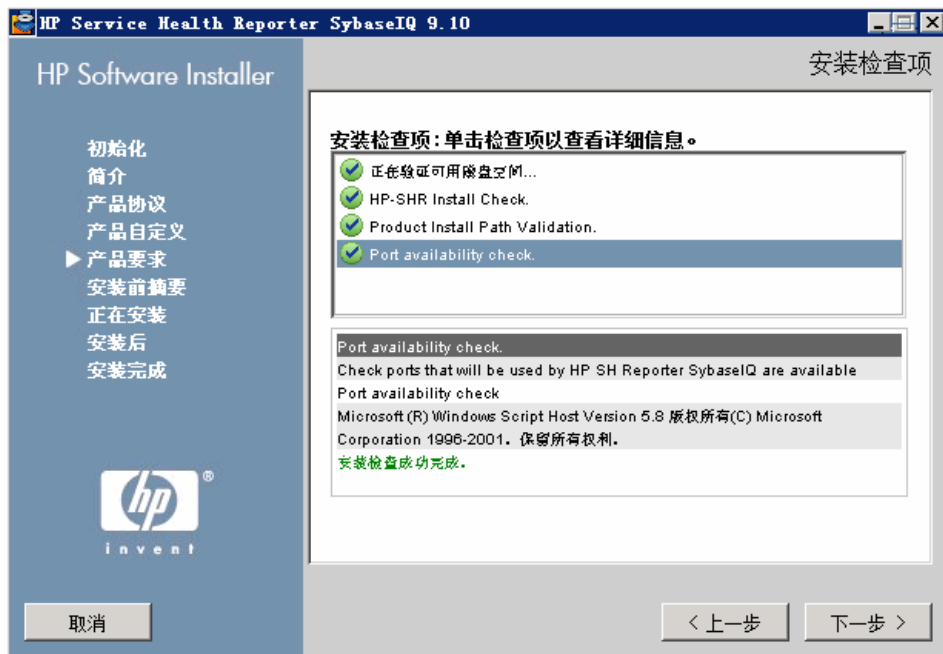 HP Service Health Reporter SybaseIQ 9.10
HP Software Installer
安装检查项
初始化
简介
产品协议
产品自定义
产品要求
安装前摘要
正在安装
安装后
安装完成
安装检查项:单击检查项以查看详细信息。
正在验证可用磁盘空间...
HP-SHR Install Check.
Product Install Path Validation.
Port availability check.
Port availability check.
Check ports that will be used by HP SH Reporter SybaseIQ are available
Port availability check
Microsoft (R) Windows Script Host Version 5.8 版权所有(C) Microsoft
Corporation 1996-2001。保留所有权利。
安装检查成功完成。
hp
®
invent
取消
< 上一步
下一步 >